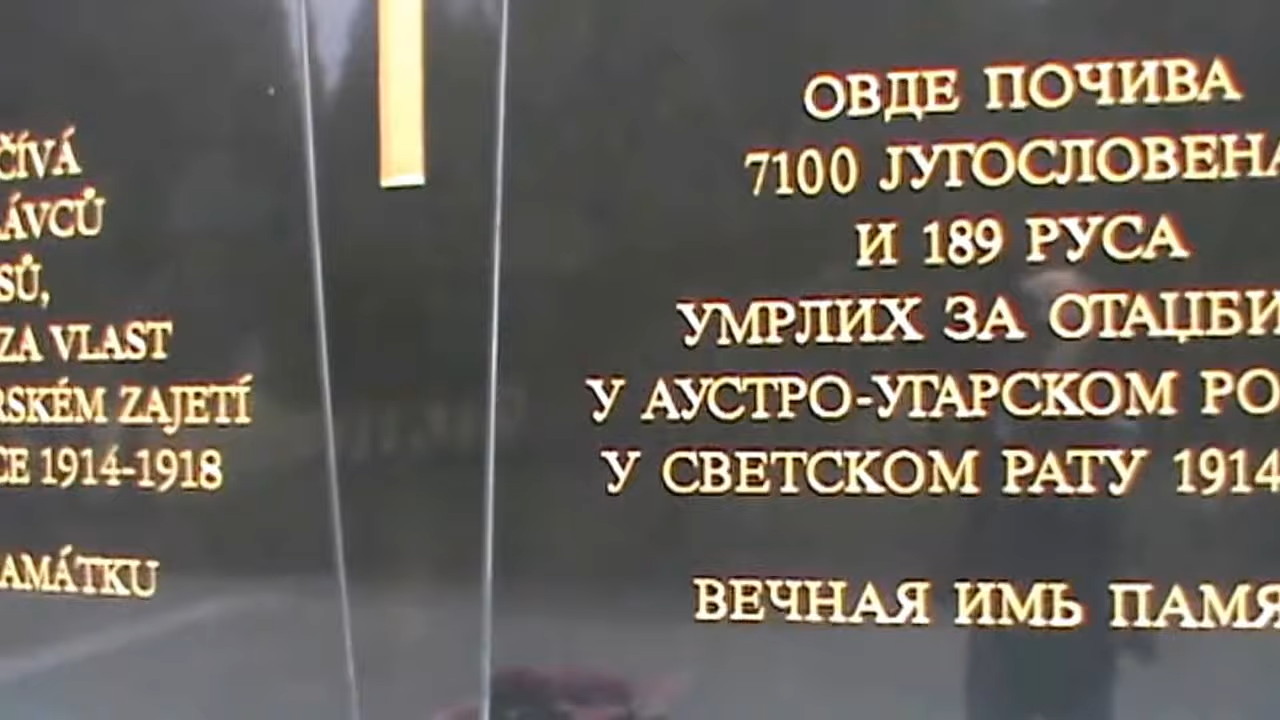 ČÍVÁ
ÁVCŮ
SŮ,
ZA VLAST
RSKÉM ZAJETÍ
CE 1914-1918
AMÁTKU
ОВДЕ ПОЧИВА
7100 ЈУГОСЛОВЕНА
И 189 РУСА
УМРЛИХ ЗА ОТАЏБИ
У АУСТРО-УГАРСКОМ РО
У СВЕТСКОМ РАТУ 1914
ВЕЧНАЯ ИМЬ ПАМЯ